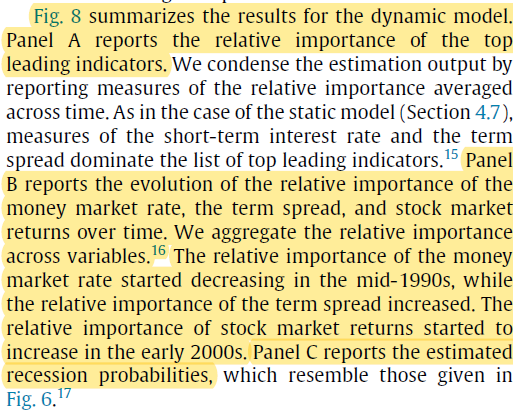 Fig. 8 summarizes the results for the dynamic model.
Panel A reports the relative importance of the top
leading indicators. We condense the estimation output by
reporting measures of the relative importance averaged
across time. As in the case of the static model (Section 4.7),
measures of the short-term interest rate and the term
spread dominate the list of top leading indicators.15 Panel
B reports the evolution of the relative importance of the
money market rate, the term spread, and stock market
returns over time. We aggregate the relative importance
across variables.16 The relative importance of the money
market rate started decreasing in the mid-1990s, while
the relative importance of the term spread increased. The
relative importance of stock market returns started to
increase in the early 2000s. Panel C reports the estimated
recession probabilities, which resemble those given in
Fig. 6.17